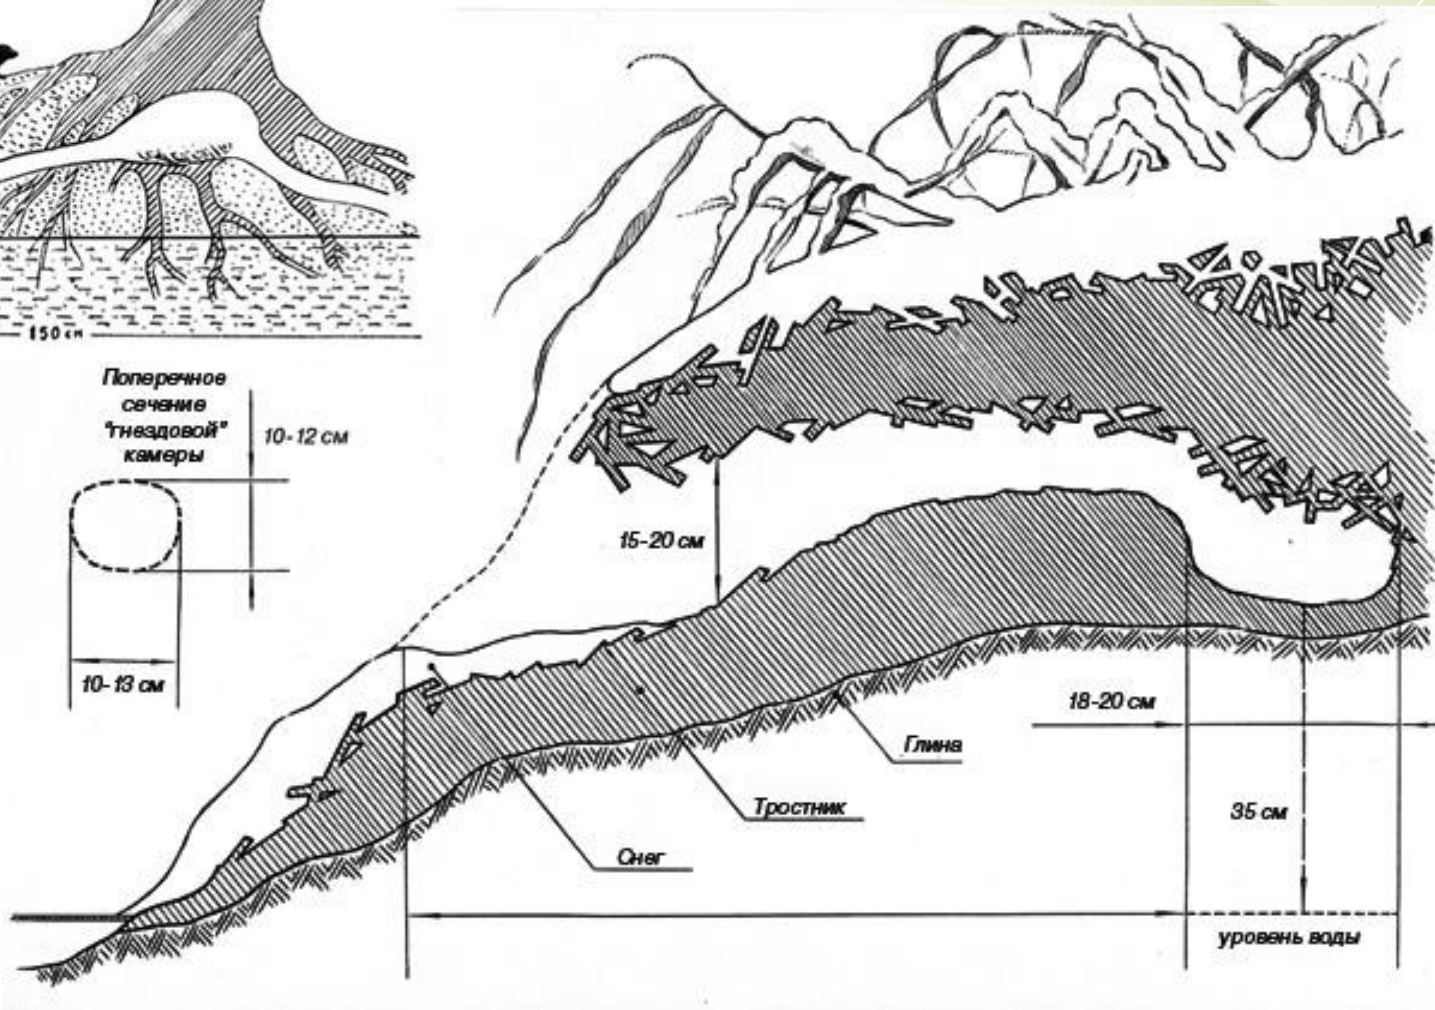 150 см
Поперечное
сечение
"гнездовой"
камеры
10-12 см
10-13 см
15-20 см
18-20 см
Глина
Тростник
Снег
35 см
уровень воды